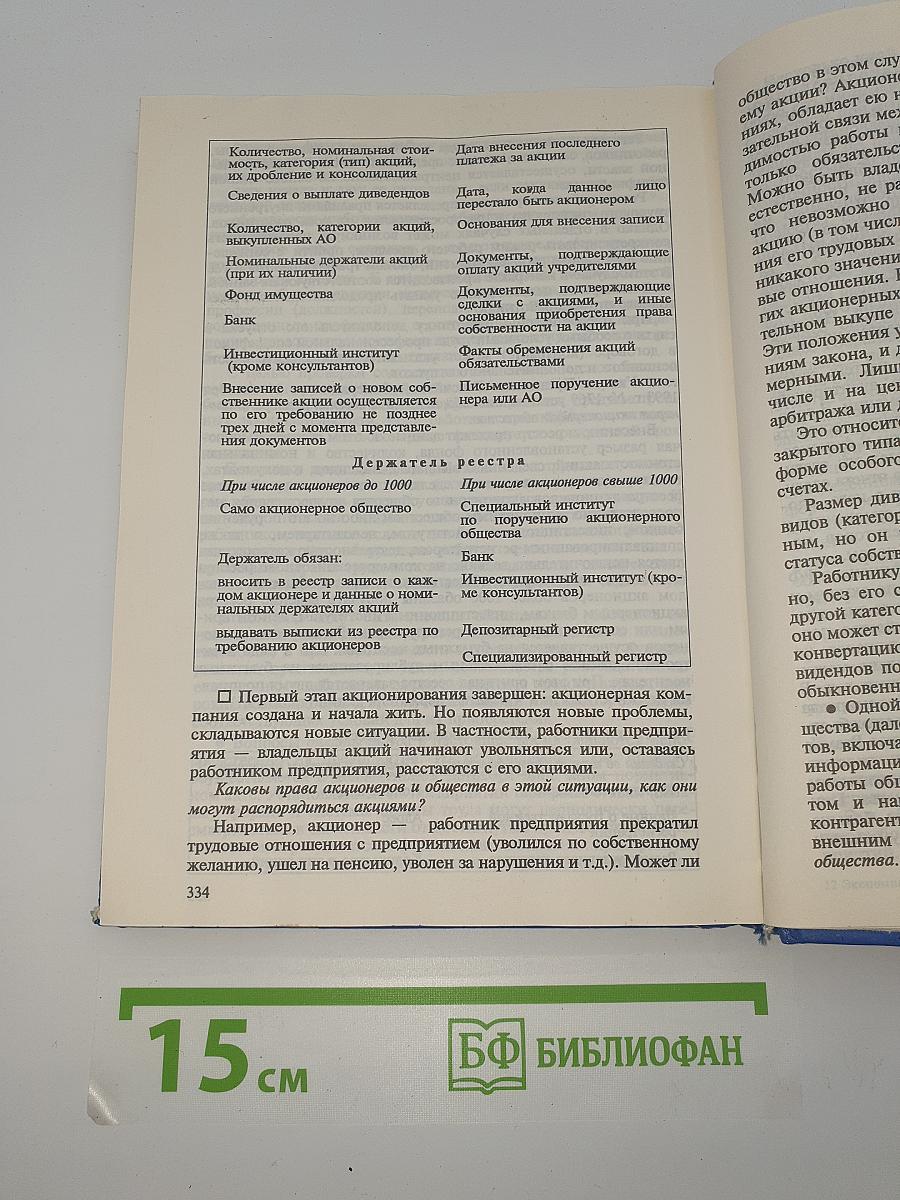 Количество, номинальная стои-
мость, категория (тип) акций,
их дробление и консолидация
Дата внесения последнего
платежа за акции
Сведения о выплате диведендов
Дата, когда данное лицо
перестало быть акционером
Количество, категории акций,
выкупленных АО
Основания для внесения записи
Номинальные держатели акций
(при их наличии)
Документы, подтверждающие
оплату акций учредителями
Фонд имущества
Банк
Документы, подтверждающие
сделки с акциями, и иные
основания приобретения права
собственности на акции
Инвестиционный институт
(кроме консультантов)
Факты обременения акций
обязательствами
Внесение записей о новом соб-
ственнике акции осуществляется
по его требованию не позднее
трех дней с момента представле-
ния документов
Письменное поручение акцио-
нера или АО
Держатель реестра
При числе акционеров до 1000
При числе акционеров свыше 1000
Само акционерное общество
Специальный институт
по поручению акционерного
общества
Держатель обязан:
Банк
вносить в реестр записи о каж-
дом акционере и данные о номи-
нальных держателях акций
Инвестиционный институт (кро-
ме консультантов)
выдавать выписки из реестра по
требованию акционеров
Депозитарный регистр
Специализированный регистр
□ Первый этап акционирования завершен: акционерная ком-
пания создана и начала жить. Но появляются новые проблемы,
складываются новые ситуации. В частности, работники предпри-
ятия — владельцы акций начинают увольняться или, оставаясь
работником предприятия, расстаются с его акциями.
Каковы права акционеров и общества в этой ситуации, как они
могут распорядиться акциями?
Например, акционер — работник предприятия прекратил
трудовые отношения с предприятием (уволился по собственному
желанию, ушел на пенсию, уволен за нарушения и т.д.). Может ли
334
общество в этом слу
ему акции? Акционе
ниях, обладает ею н
зательной связи меж
димостью работы
только обязательс
Можно быть владе
естественно, не ра
что невозможно
акцию (в том числ
ния его трудовых
никакого значени
вые отношения.
гих акционерных
тельном выкупе
Эти положения у
ниям закона, и д
мерными. Лиш
числе и на цен
арбитража или д
Это относит
закрытого типа
форме особого
счетах.
Размер див
видов (категор
ным, но он
статуса собств
Работнику
но, без его с
другой катего
оно может ст
конвертацию
видендов по
обыкновенн
● Одной
щества (дале
тов, включа
информаци
работы общ
том и на
контрагент
внешним
общества.
15 см
БФ БИБЛИОФАН